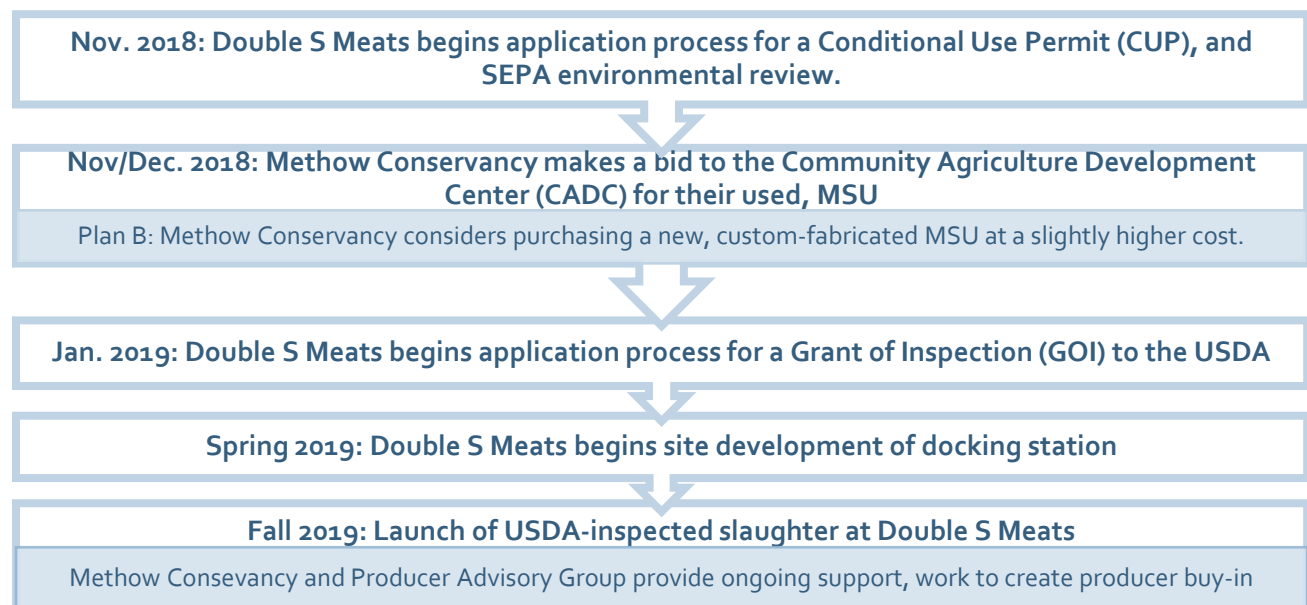 Nov. 2018: Double S Meats begins application process for a Conditional Use Permit (CUP), and
SEPA environmental review.
Nov/Dec. 2018: Methow Conservancy makes a bid to the Community Agriculture Development
Center (CADC) for their used, MSU
Plan B: Methow Conservancy considers purchasing a new, custom-fabricated MSU at a slightly higher cost.
Jan. 2019: Double S Meats begins application process for a Grant of Inspection (GOI) to the USDA
Spring 2019: Double S Meats begins site development of docking station
Fall 2019: Launch of USDA-inspected slaughter at Double S Meats
Methow Consevancy and Producer Advisory Group provide ongoing support, work to create producer buy-in